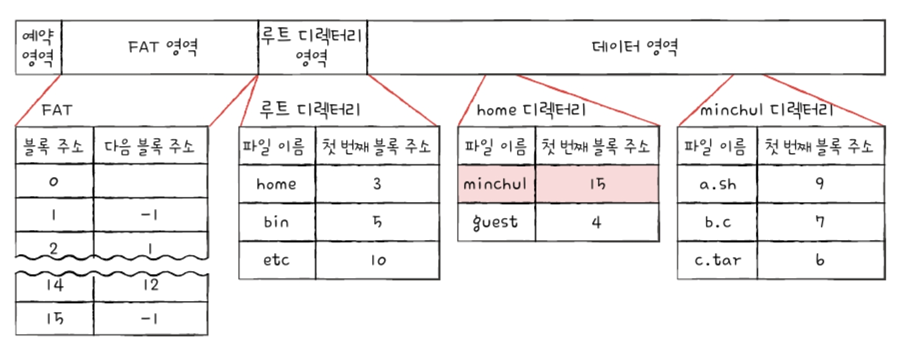 예약
영역
FAT 영역
루트 디렉터리
영역
데이터 영역
FAT
블록 주소 다음 블록 주소
0
1 -1
2 1
14 12
15 -1
루트 디렉터리
파일 이름 첫 번째 블록 주소
home 3
bin 5
etc 10
home 디렉터리
파일 이름 첫 번째 블록 주소
minchul 15
guest 4
minchul 디렉터리
파일 이름 첫 번째 블록 주소
a.sh 9
b.c 7
c.tar 6